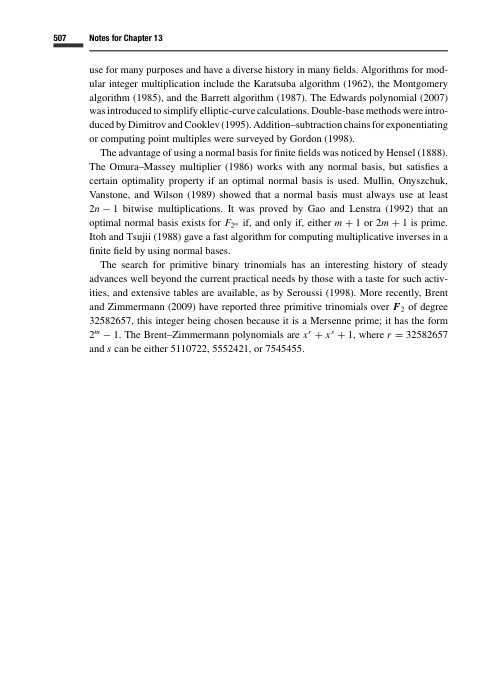 507 Notes for Chapter 13
use for many purposes and have a diverse history in many fields. Algorithms for mod-
ular integer multiplication include the Karatsuba algorithm (1962), the Montgomery
algorithm (1985), and the Barrett algorithm (1987). The Edwards polynomial (2007)
was introduced to simplify elliptic-curve calculations. Double-base methods were intro-
duced by Dimitrov and Cooklev (1995). Addition–subtraction chains for exponentiating
or computing point multiples were surveyed by Gordon (1998).
The advantage of using a normal basis for finite fields was noticed by Hensel (1888).
The Omura–Massey multiplier (1986) works with any normal basis, but satisfies a
certain optimality property if an optimal normal basis is used. Mullin, Onyszchuk,
Vanstone, and Wilson (1989) showed that a normal basis must always use at least
2n − 1 bitwise multiplications. It was proved by Gao and Lenstra (1992) that an
optimal normal basis exists for F_{2^m} if, and only if, either m + 1 or 2m + 1 is prime.
Itoh and Tsujii (1988) gave a fast algorithm for computing multiplicative inverses in a
finite field by using normal bases.
The search for primitive binary trinomials has an interesting history of steady
advances well beyond the current practical needs by those with a taste for such activ-
ities, and extensive tables are available, as by Seroussi (1998). More recently, Brent
and Zimmermann (2009) have reported three primitive trinomials over F₂ of degree
32582657, this integer being chosen because it is a Mersenne prime; it has the form
2^m − 1. The Brent–Zimmermann polynomials are x^r + x^s + 1, where r = 32582657
and s can be either 5110722, 5552421, or 7545455.